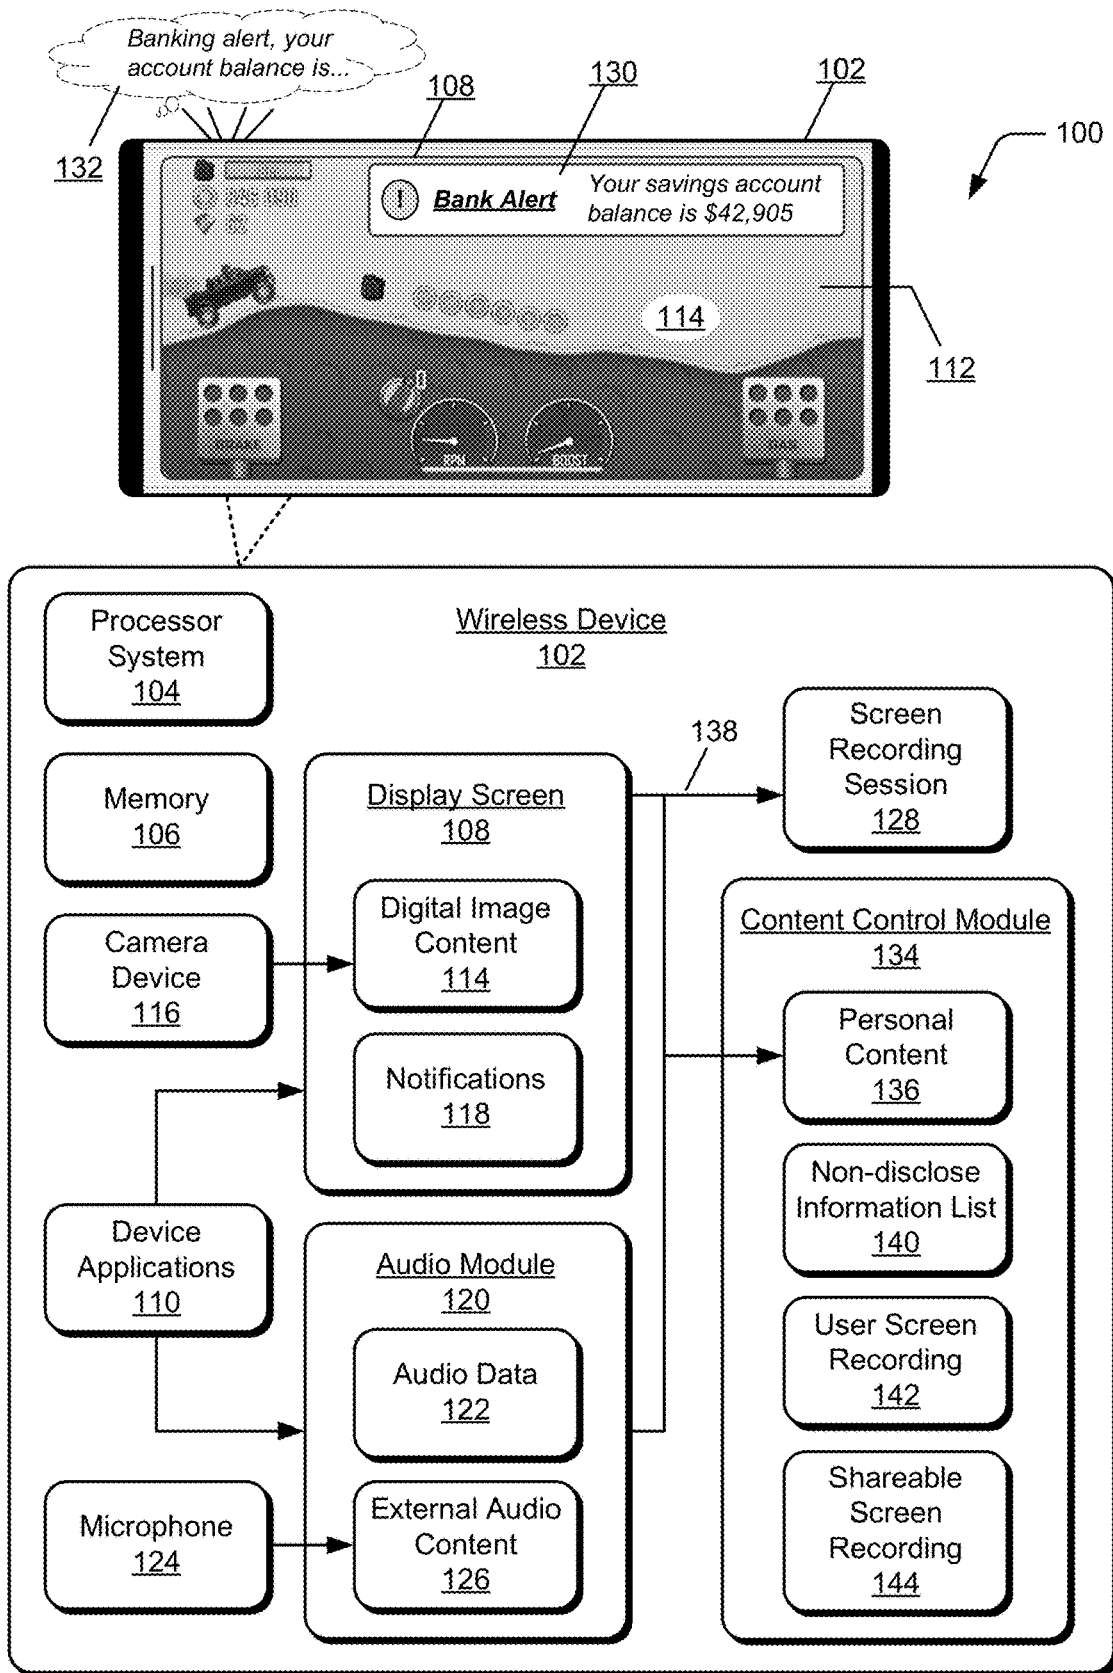 Banking alert, your
account balance is...
132
108
130
102
100
! Bank Alert
Your savings account
balance is $42,905
114
112
0
BRAKE
RPM
BOOST
GAS
Wireless Device
102
Processor
System
104
Memory
106
Camera
Device
116
Device
Applications
110
Microphone
124
Display Screen
108
Digital Image
Content
114
Notifications
118
Audio Module
120
Audio Data
122
External Audio
Content
126
138
Screen
Recording
Session
128
Content Control Module
134
Personal
Content
136
Non-disclose
Information List
140
User Screen
Recording
142
Shareable
Screen
Recording
144